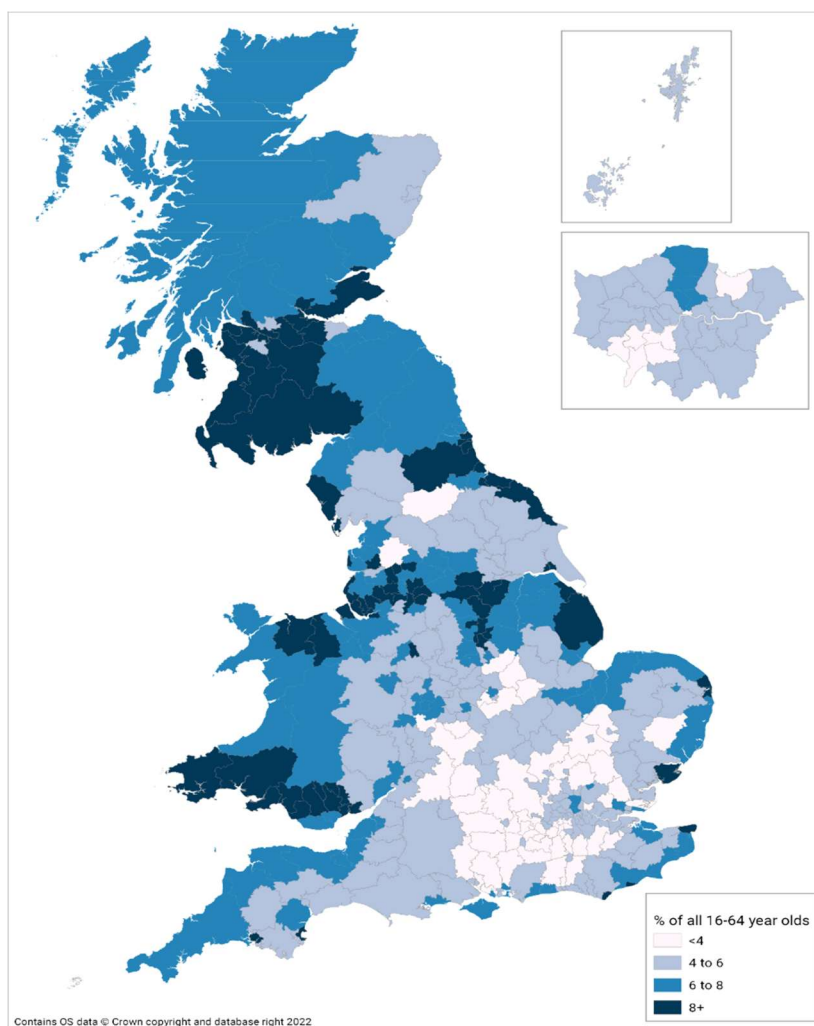 % of all 16-64 year olds
<4
4 to 6
6 to 8
8+
Contains OS data © Crown copyright and database right 2022